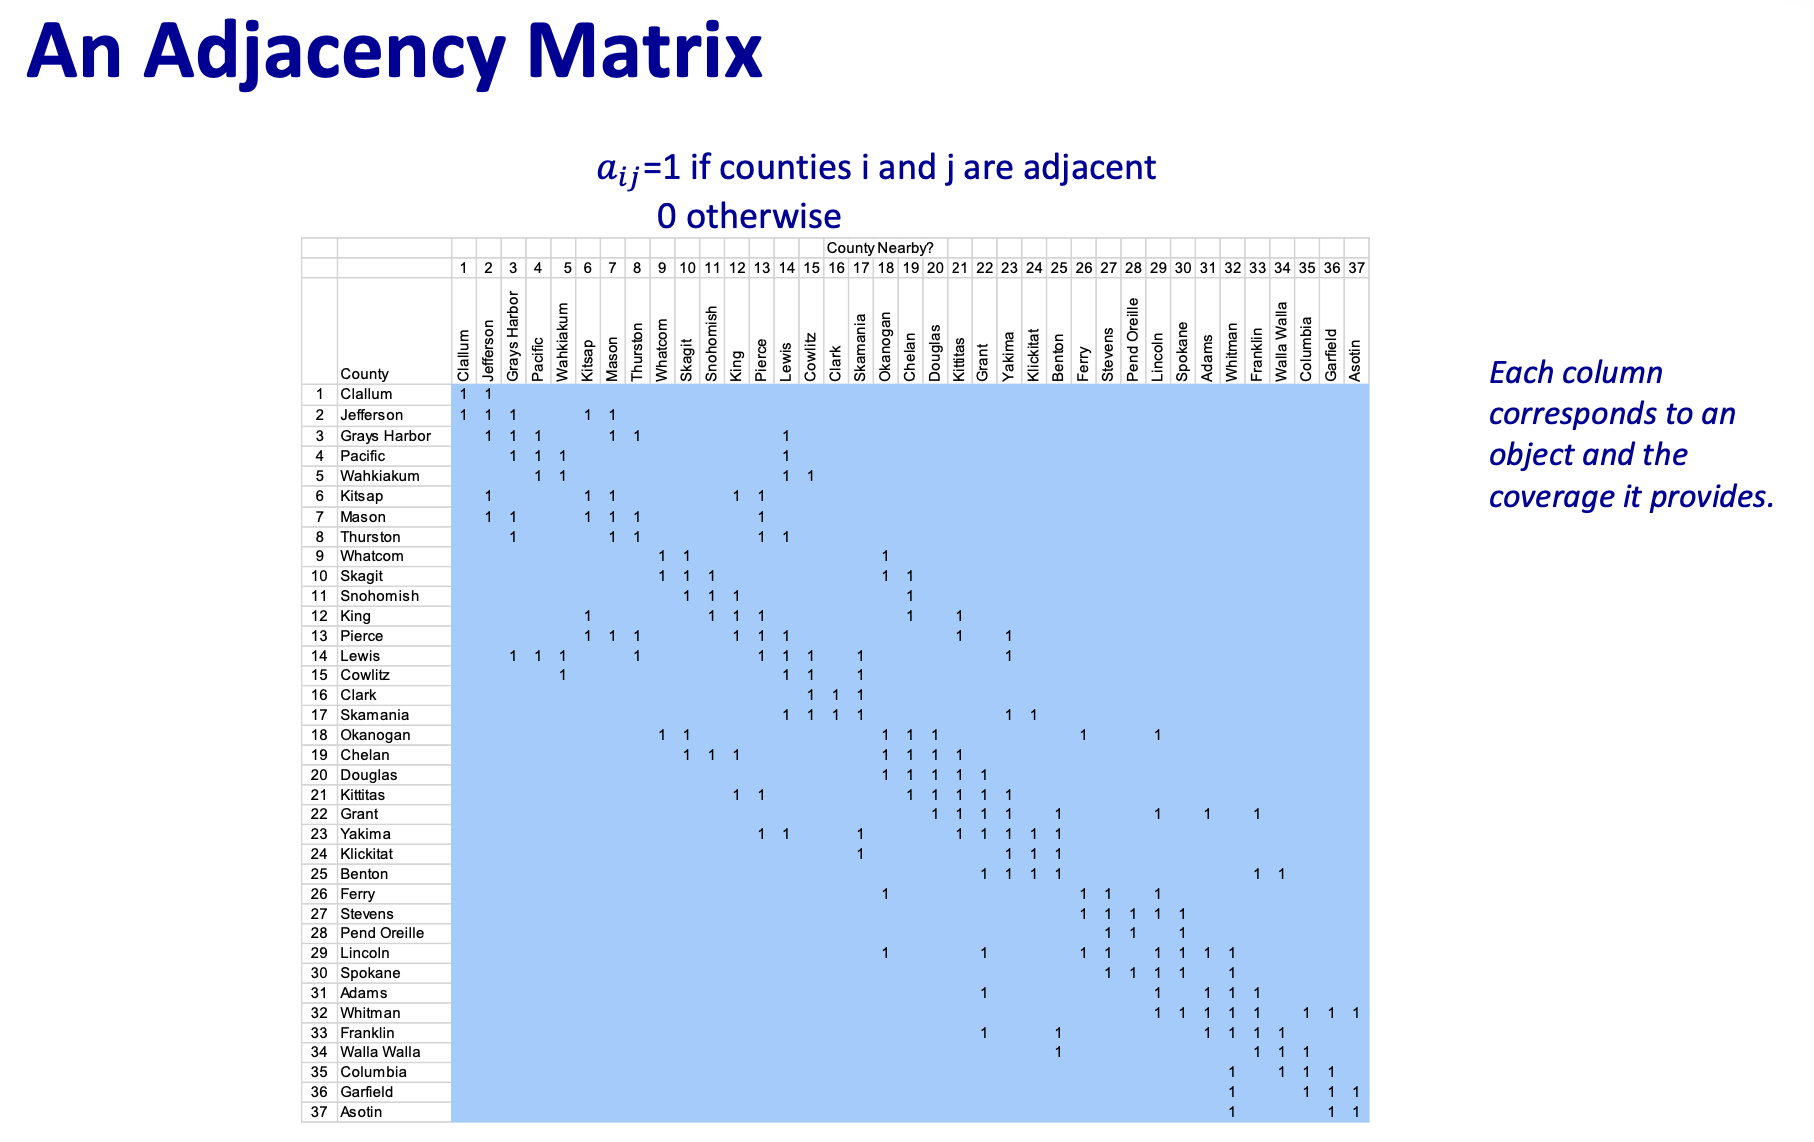 An Adjacency Matrix
a_ij=1 if counties i and j are adjacent
0 otherwise
County Nearby?
1 2 3 4 5 6 7 8 9 10 11 12 13 14 15 16 17 18 19 20 21 22 23 24 25 26 27 28 29 30 31 32 33 34 35 36 37
County Clallum Jefferson Grays Harbor Pacific Wahkiakum Kitsap Mason Thurston Whatcom Skagit Snohomish King Pierce Lewis Cowlitz Clark Skamania Okanogan Chelan Douglas Kittitas Grant Yakima Klickitat Benton Ferry Stevens Pend Oreille Lincoln Spokane Adams Whitman Franklin Walla Walla Columbia Garfield Asotin
1 Clallum 1 1
2 Jefferson 1 1 1 1 1
3 Grays Harbor 1 1 1 1 1 1
4 Pacific 1 1 1 1
5 Wahkiakum 1 1 1 1
6 Kitsap 1 1 1 1 1
7 Mason 1 1 1 1 1 1
8 Thurston 1 1 1 1 1
9 Whatcom 1 1 1
10 Skagit 1 1 1 1 1
11 Snohomish 1 1 1 1
12 King 1 1 1 1 1 1
13 Pierce 1 1 1 1 1 1 1 1
14 Lewis 1 1 1 1 1 1 1 1 1
15 Cowlitz 1 1 1 1
16 Clark 1 1 1
17 Skamania 1 1 1 1 1 1
18 Okanogan 1 1 1 1 1 1 1
19 Chelan 1 1 1 1 1 1 1
20 Douglas 1 1 1 1 1
21 Kittitas 1 1 1 1 1 1 1
22 Grant 1 1 1 1 1 1 1 1
23 Yakima 1 1 1 1 1 1 1 1
24 Klickitat 1 1 1 1
25 Benton 1 1 1 1 1 1
26 Ferry 1 1 1 1
27 Stevens 1 1 1 1 1
28 Pend Oreille 1 1 1
29 Lincoln 1 1 1 1 1 1 1 1
30 Spokane 1 1 1 1 1
31 Adams 1 1 1 1 1
32 Whitman 1 1 1 1 1 1 1 1
33 Franklin 1 1 1 1 1 1
34 Walla Walla 1 1 1 1
35 Columbia 1 1 1 1
36 Garfield 1 1 1 1
37 Asotin 1 1 1
Each column
corresponds to an
object and the
coverage it provides.